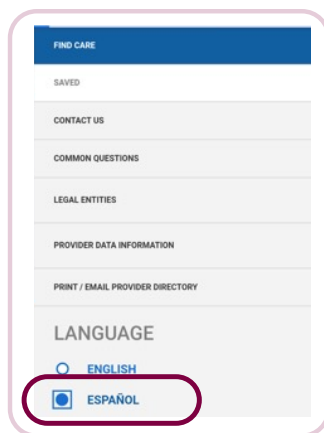 FIND CARE
SAVED
CONTACT US
COMMON QUESTIONS
LEGAL ENTITIES
PROVIDER DATA INFORMATION
PRINT / EMAIL PROVIDER DIRECTORY
LANGUAGE
ENGLISH
ESPAÑOL